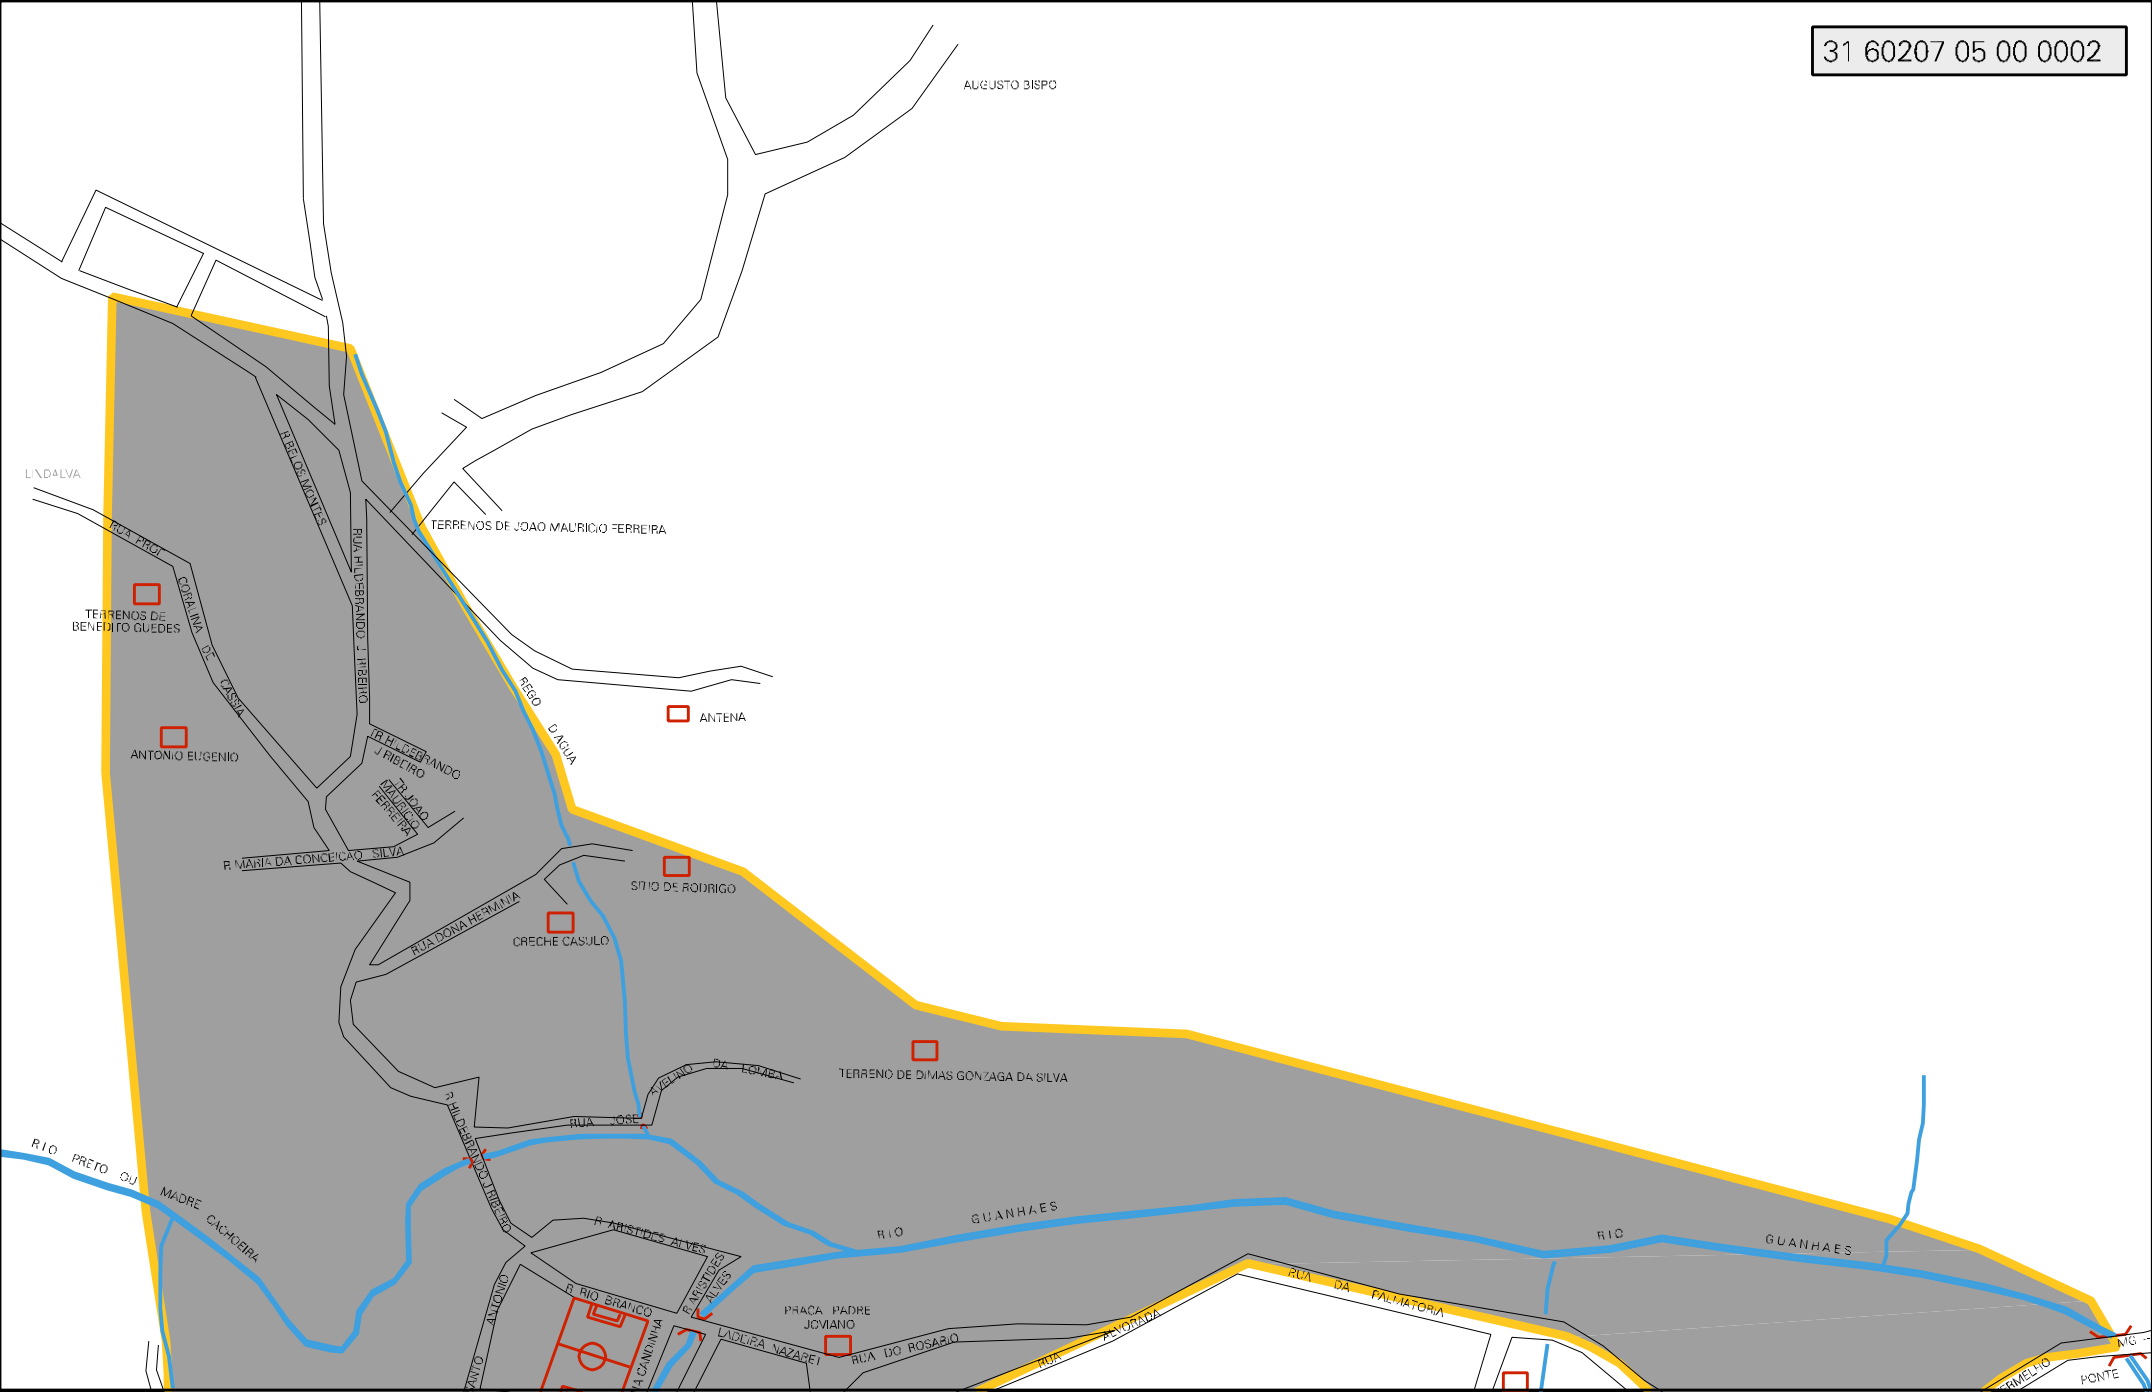 31 60207 05 00 0002
AUGUSTO BISPO
LINDALVA
R BELOS MONTES
TERRENOS DE JOAO MAURICIO FERREIRA
RUA PROF
CORALINA DE
CASSIA
RUA HILDEBRANDO J RIBEIRO
TERRENOS DE
BENEDITO GUEDES
REGO
D AGUA
ANTENA
ANTONIO EUGENIO
TR HILDEBRANDO
J RIBEIRO
TR JOAO
MAURICIO
FERREIRA
R MARIA DA CONCEICAO SILVA
SITIO DE RODRIGO
RUA DONA HERMINIA
CRECHE CASULO
TERRENO DE DIMAS GONZAGA DA SILVA
AVELINO DA LOMBA
RUA JOSE
R HILDEBRANDO J RIBEIRO
RIO PRETO OU MADRE CACHOEIRA
R ARISTIDES ALVES
RIO GUANHAES
RIO GUANHAES
R ARISTIDES
ALVES
ANTONIO
R RIO BRANCO
RUA DA PALMATORIA
PRACA PADRE
JOVIANO
LADEIRA NAZARET
RUA DO ROSARIO
RUA ALVORADA
CANDINHA
MG
PONTE